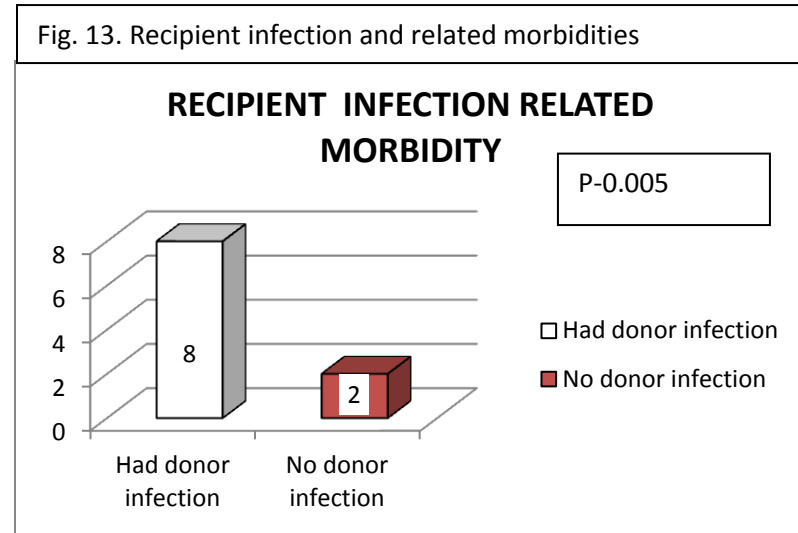 Fig. 13. Recipient infection and related morbidities
RECIPIENT INFECTION RELATED
MORBIDITY
P-0.005
8
6
4
2
0
8
2
Had donor
infection
No donor
infection
Had donor infection
No donor infection